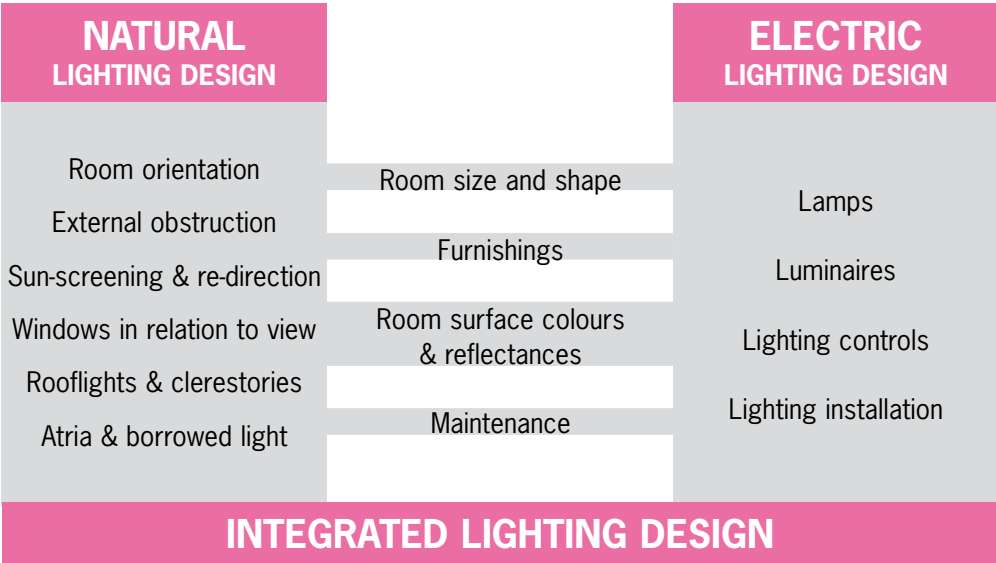 NATURAL
LIGHTING DESIGN
Room orientation
External obstruction
Sun-screening & re-direction
Windows in relation to view
Rooflights & clerestories
Atria & borrowed light
Room size and shape
Furnishings
Room surface colours
& reflectances
Maintenance
ELECTRIC
LIGHTING DESIGN
Lamps
Luminaires
Lighting controls
Lighting installation
INTEGRATED LIGHTING DESIGN